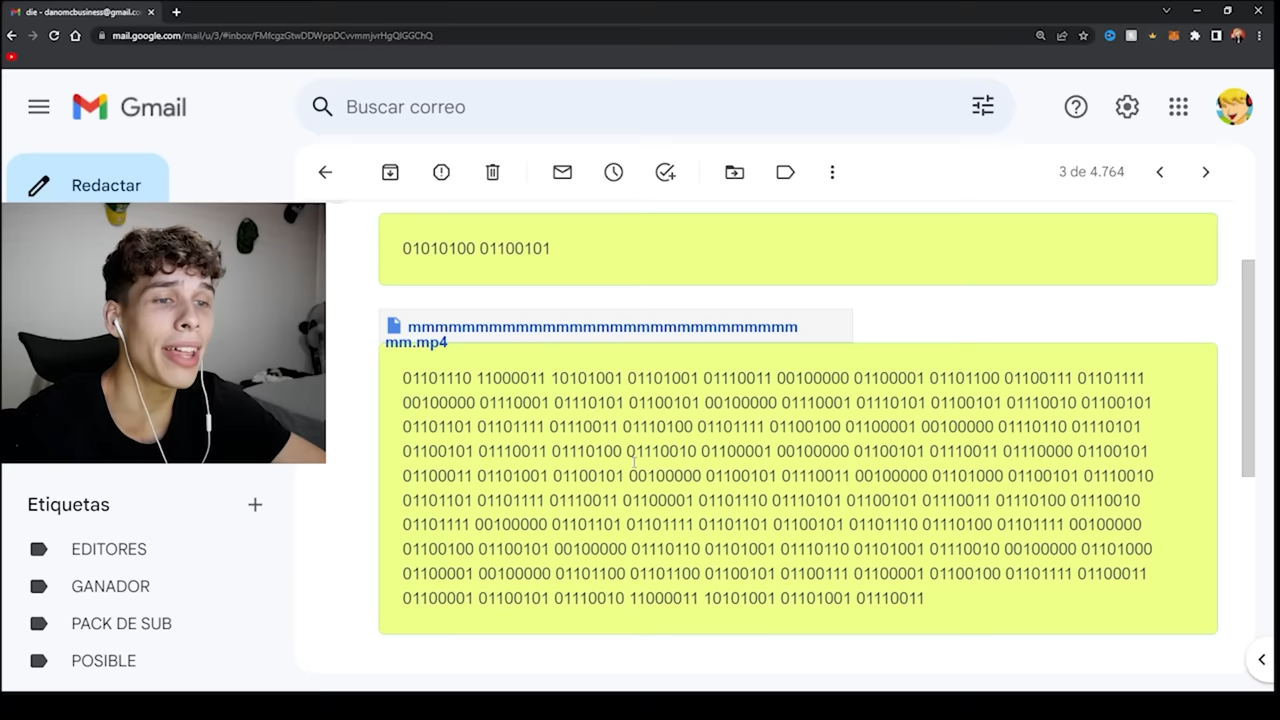 die - danomcbusiness@gmail.co
mail.google.com/mail/u/3/#inbox/FMfcgzGtwDDWppDCvvmmjvrHgQlGGChQ
Gmail
Buscar correo
Redactar
3 de 4.764
01010100 01100101
mmmmmmmmmmmmmmmmmmmmmmmmmmmmm
mm.mp4
01101110 11000011 10101001 01101001 01110011 00100000 01100001 01101100 01100111 01101111
00100000 01110001 01110101 01100101 00100000 01110001 01110101 01100101 01110010 01100101
01101101 01101111 01110011 01110100 01101111 01100100 01100001 00100000 01110110 01110101
01100101 01110011 01110100 01110010 01100001 00100000 01100101 01110011 01110000 01100101
01100011 01101001 01100101 00100000 01100101 01110011 00100000 01101000 01100101 01110010
01101101 01101111 01110011 01100001 01101110 01110101 01100101 01110011 01110100 01110010
01101111 00100000 01101101 01101111 01101101 01100101 01101110 01110100 01101111 00100000
01100100 01100101 00100000 01110110 01101001 01110110 01101001 01110010 00100000 01101000
01100001 00100000 01101100 01101100 01100101 01100111 01100001 01100100 01101111 01100011
01100001 01100101 01110010 11000011 10101001 01101001 01110011
Etiquetas
EDITORES
GANADOR
PACK DE SUB
POSIBLE